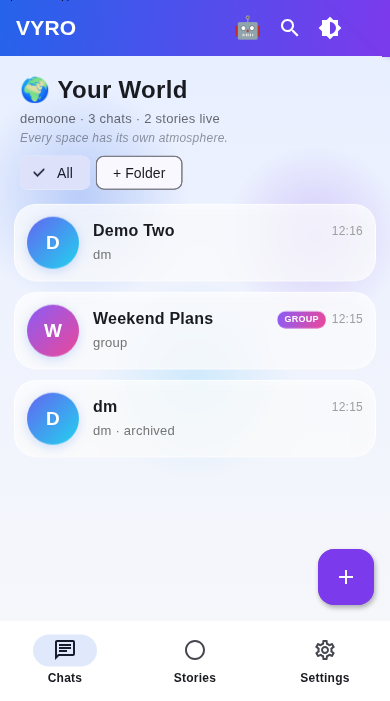 VYRO
Your World
demoone · 3 chats · 2 stories live
Every space has its own atmosphere.
All
+ Folder
D
Demo Two
12:16
dm
W
Weekend Plans
GROUP
12:15
group
D
dm
12:15
dm · archived
Chats
Stories
Settings